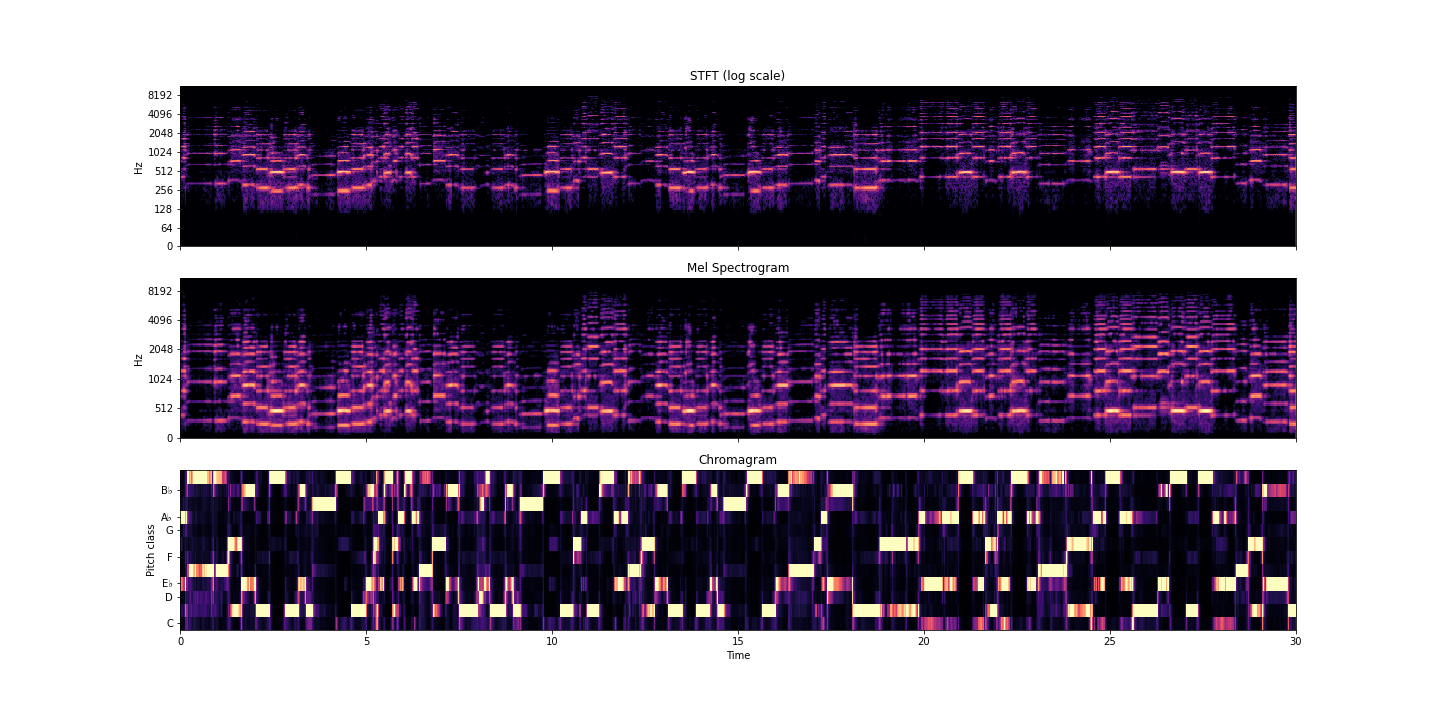 STFT (log scale)
8192
4096
2048
1024
512
256
128
64
0
Hz
Mel Spectrogram
8192
4096
2048
1024
512
0
Hz
Chromagram
B♭
A♭
G
F
E♭
D
C
Pitch class
0 5 10 15 20 25 30
Time